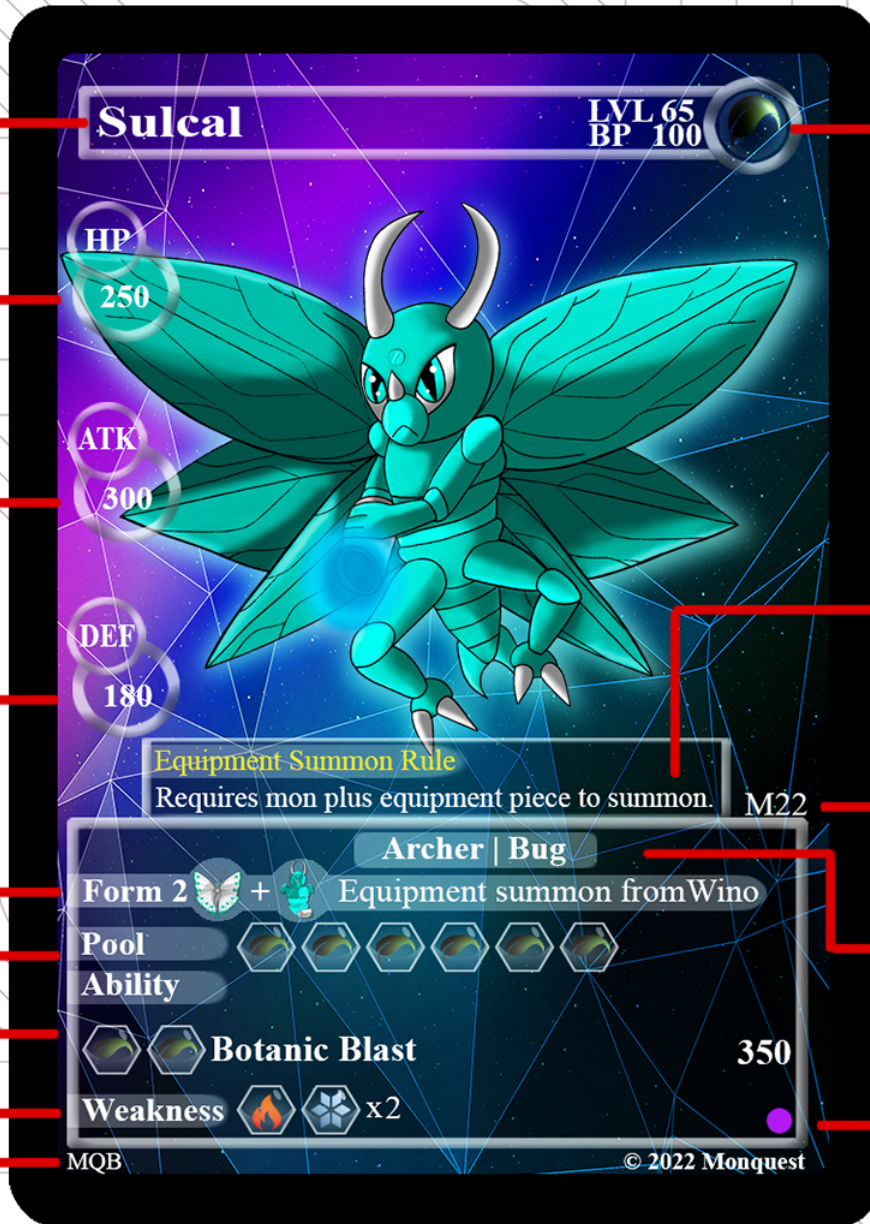 Sulcal
LVL 65
BP 100
HP
250
ATK
300
DEF
180
Equipment Summon Rule
Requires mon plus equipment piece to summon.
M22
Archer | Bug
Form 2 + Equipment summon fromWino
Pool
Ability
Botanic Blast 350
Weakness x2
MQB © 2022 Monquest